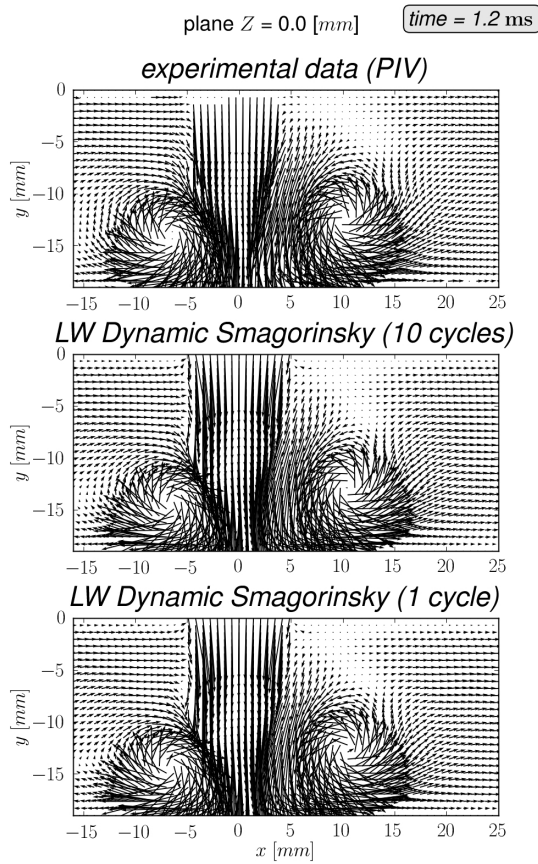 plane Z = 0.0 [mm]
time = 1.2 ms
experimental data (PIV)
0
−5
−10
−15
y [mm]
−15 −10 −5 0 5 10 15 20 25
LW Dynamic Smagorinsky (10 cycles)
0
−5
−10
−15
y [mm]
−15 −10 −5 0 5 10 15 20 25
LW Dynamic Smagorinsky (1 cycle)
0
−5
−10
−15
y [mm]
−15 −10 −5 0 5 10 15 20 25
x [mm]